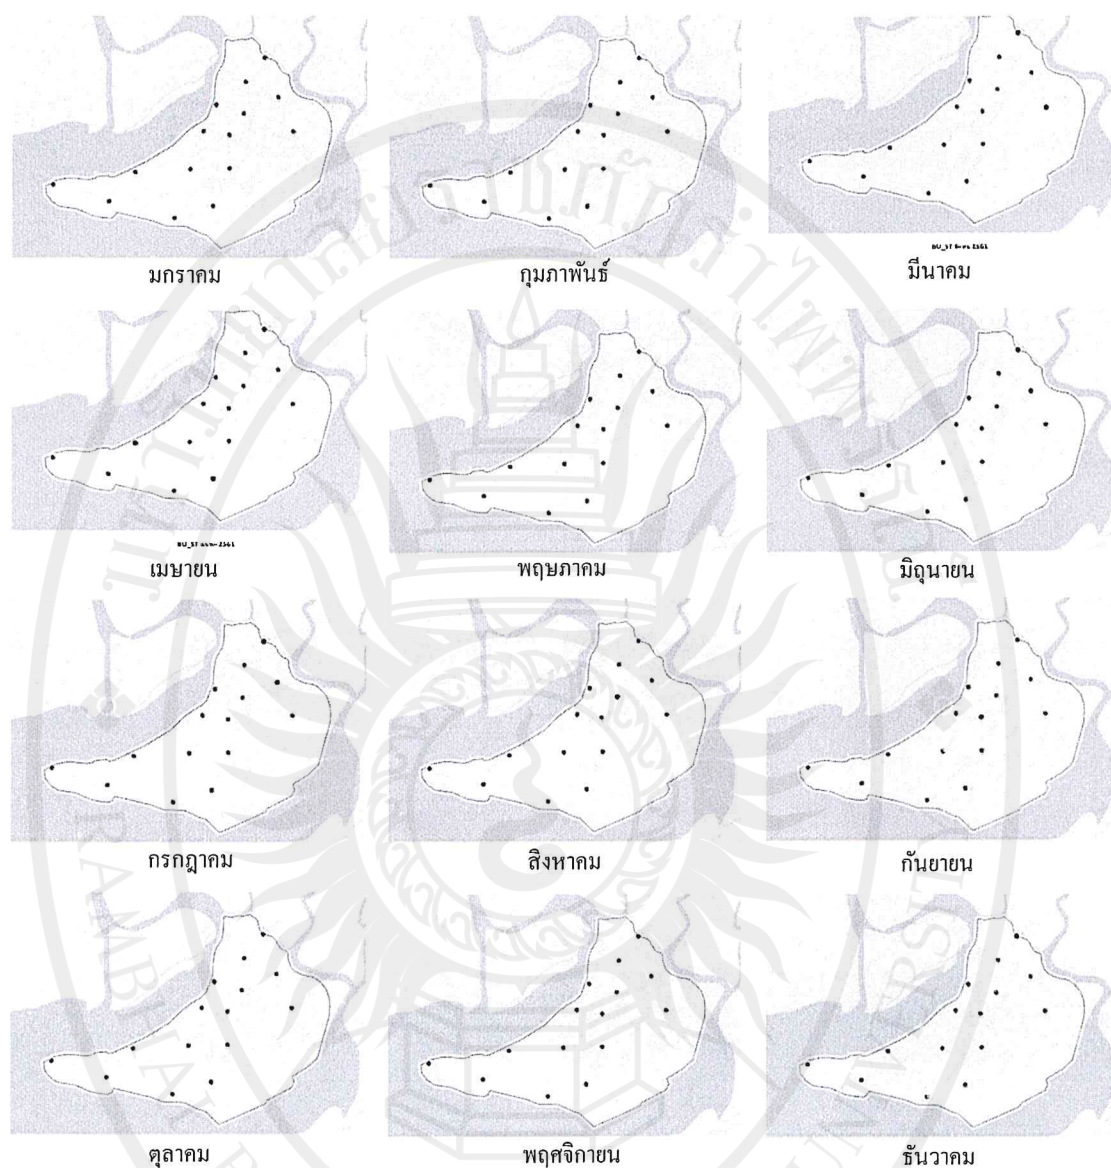 มกราคม
กุมภาพันธ์
มีนาคม
เมษายน
พฤษภาคม
มิถุนายน
กรกฎาคม
สิงหาคม
กันยายน
ตุลาคม
พฤศจิกายน
ธันวาคม